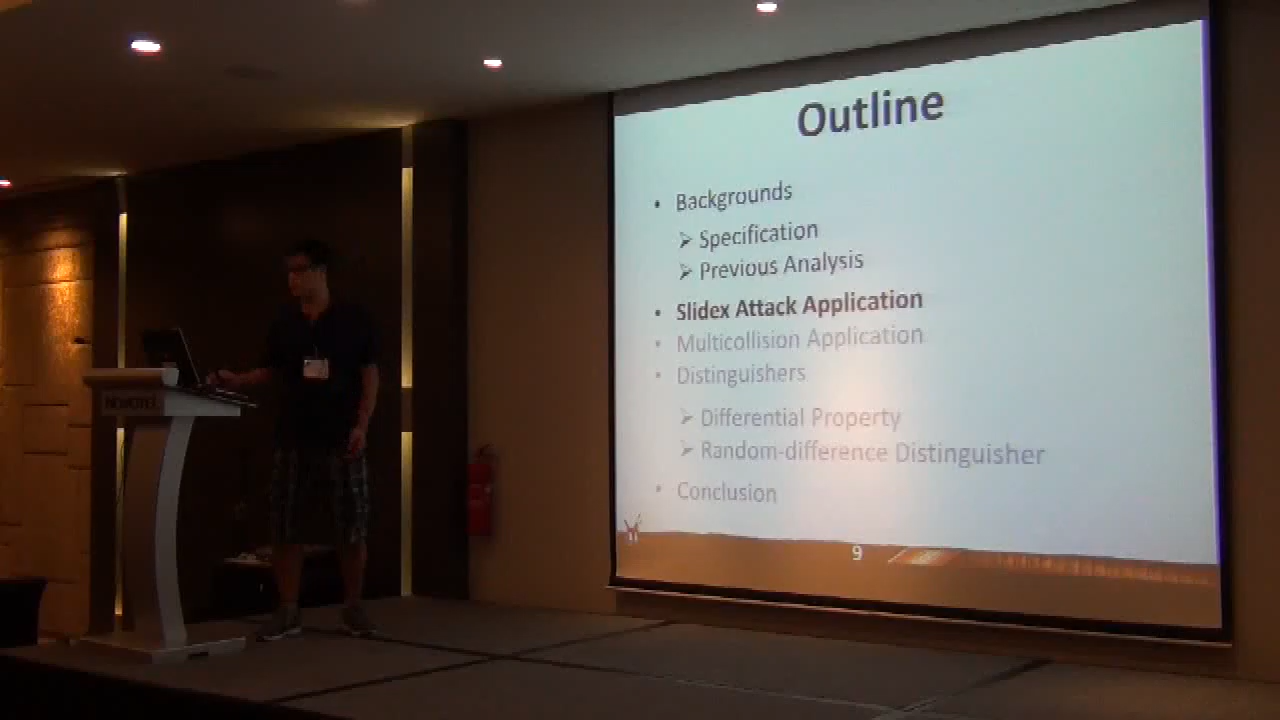 Outline
• Backgrounds
➢ Specification
➢ Previous Analysis
• Slidex Attack Application
• Multicollision Application
• Distinguishers
➢ Differential Property
➢ Random-difference Distinguisher
• Conclusion
9
NOVOTEL